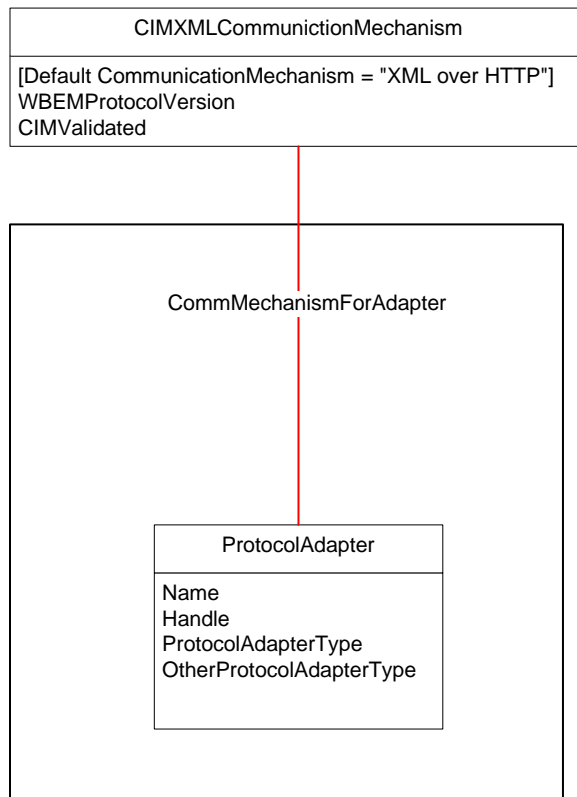 CIMXMLCommunictionMechanism
[Default CommunicationMechanism = "XML over HTTP"]
WBEMProtocolVersion
CIMValidated
CommMechanismForAdapter
ProtocolAdapter
Name
Handle
ProtocolAdapterType
OtherProtocolAdapterType